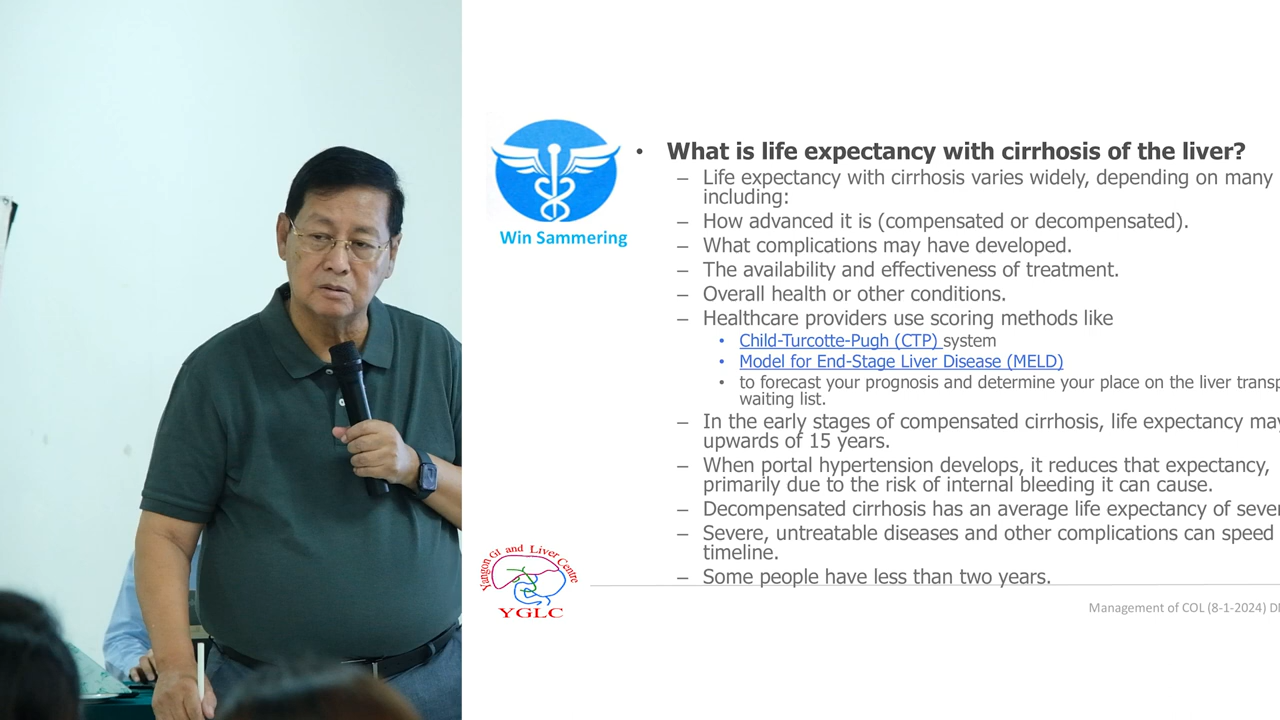 Win Sammering
• What is life expectancy with cirrhosis of the liver?
– Life expectancy with cirrhosis varies widely, depending on many
including:
– How advanced it is (compensated or decompensated).
– What complications may have developed.
– The availability and effectiveness of treatment.
– Overall health or other conditions.
– Healthcare providers use scoring methods like
• Child-Turcotte-Pugh (CTP) system
• Model for End-Stage Liver Disease (MELD)
• to forecast your prognosis and determine your place on the liver transp
waiting list.
– In the early stages of compensated cirrhosis, life expectancy may
upwards of 15 years.
– When portal hypertension develops, it reduces that expectancy,
primarily due to the risk of internal bleeding it can cause.
– Decompensated cirrhosis has an average life expectancy of sever
– Severe, untreatable diseases and other complications can speed
timeline.
– Some people have less than two years.
Yangon GI and Liver Centre
YGLC
Management of COL (8-1-2024)